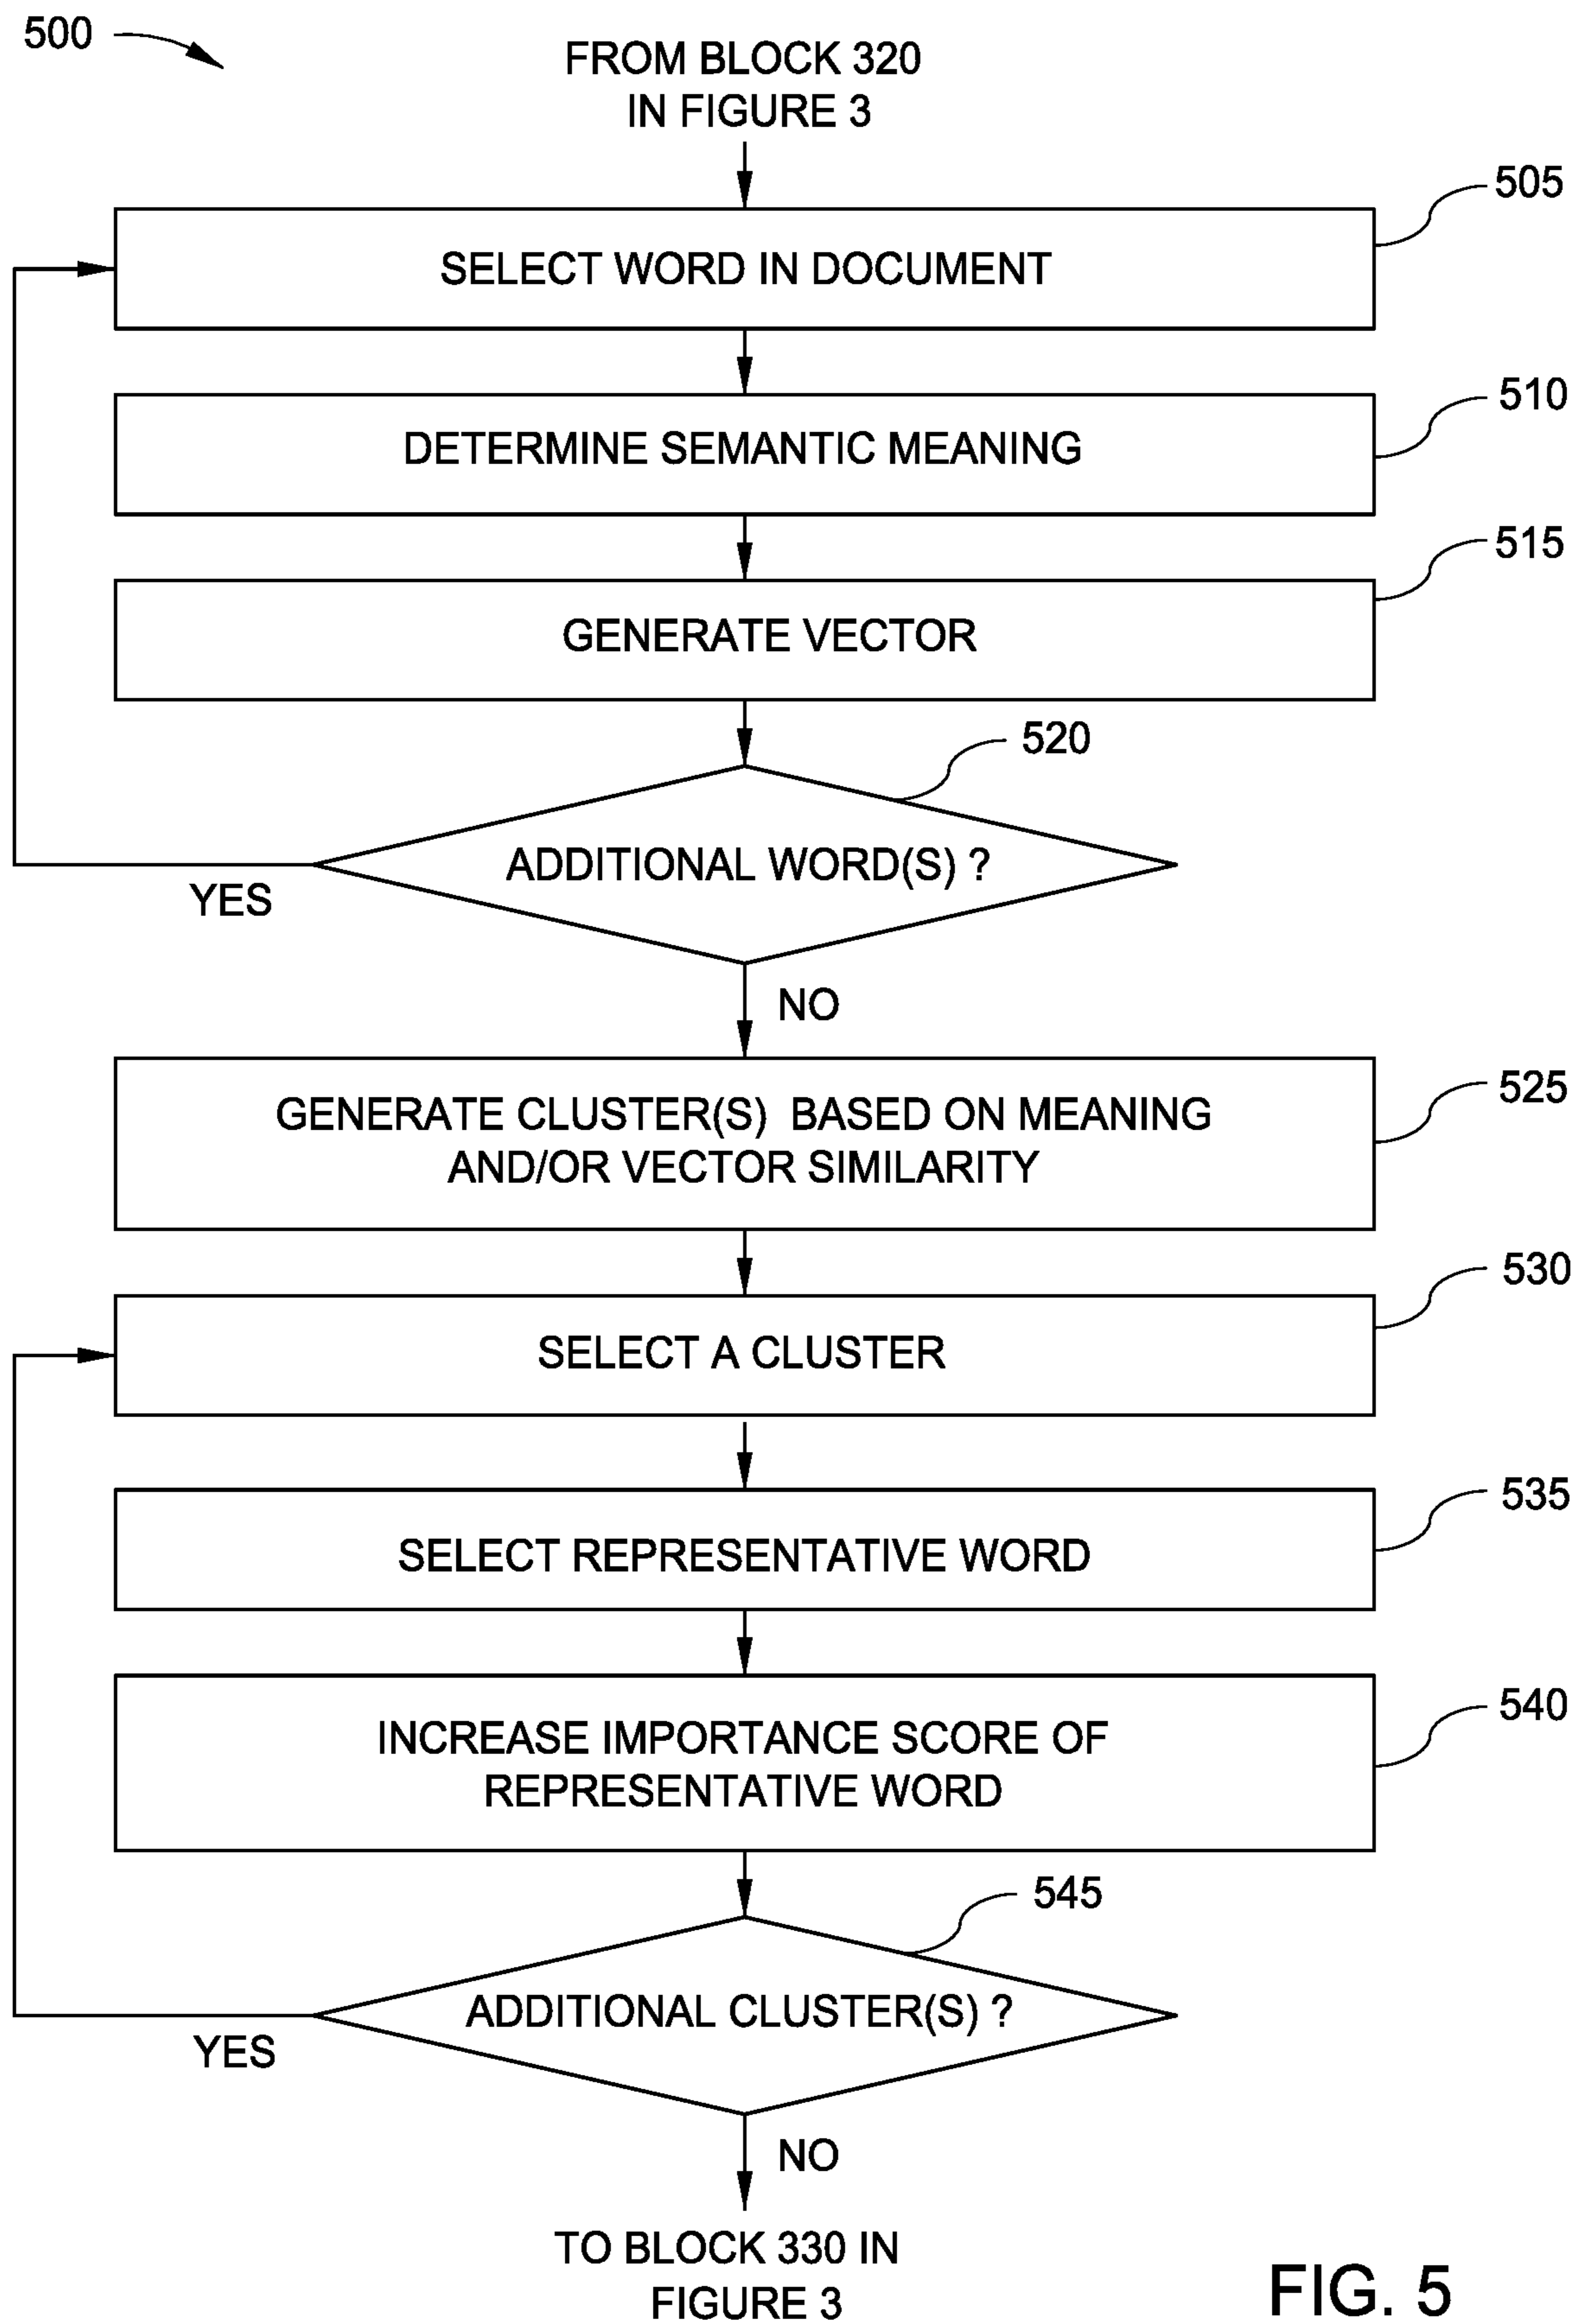 500
FROM BLOCK 320
IN FIGURE 3
505
SELECT WORD IN DOCUMENT
510
DETERMINE SEMANTIC MEANING
515
GENERATE VECTOR
520
ADDITIONAL WORD(S) ?
YES
NO
525
GENERATE CLUSTER(S) BASED ON MEANING
AND/OR VECTOR SIMILARITY
530
SELECT A CLUSTER
535
SELECT REPRESENTATIVE WORD
540
INCREASE IMPORTANCE SCORE OF
REPRESENTATIVE WORD
545
ADDITIONAL CLUSTER(S) ?
YES
NO
TO BLOCK 330 IN
FIGURE 3
FIG. 5